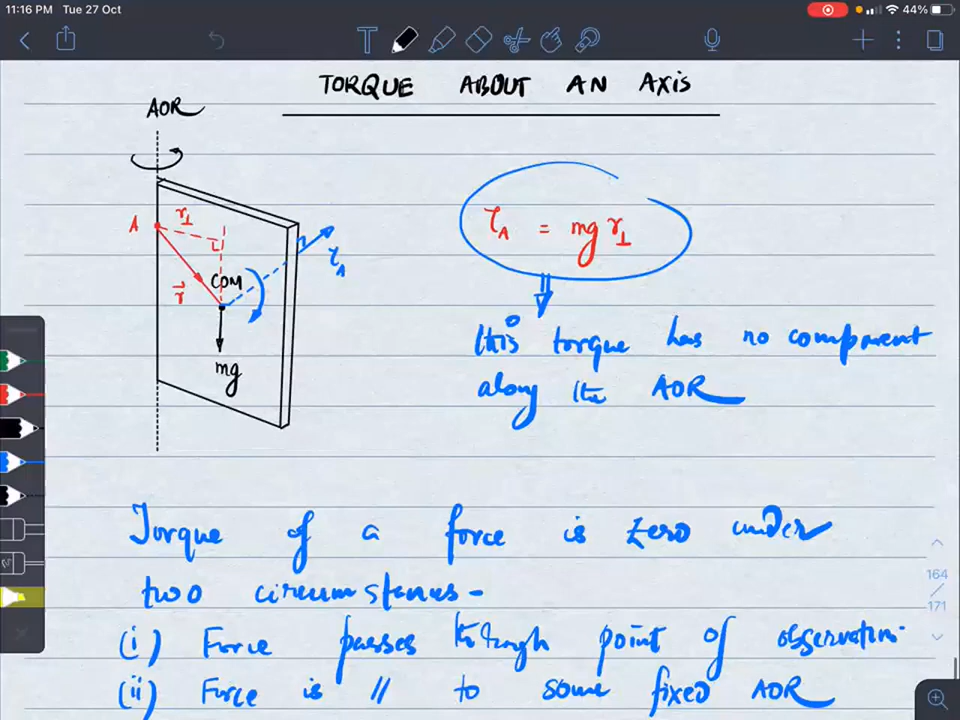 11:16 PM Tue 27 Oct
44%
TORQUE ABOUT AN AXIS
AOR
A
r⊥
r⃗
COM
mg
τA
τA = mg r⊥
this torque has no component
along the AOR
Torque of a force is zero under
two circumstances -
(i) Force passes through point of observation.
(ii) Force is // to some fixed AOR
164
/
171